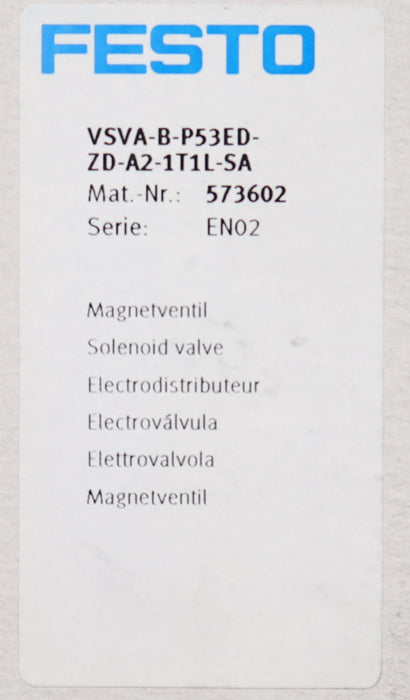 FESTO
VSVA-B-P53ED-
ZD-A2-1T1L-SA
Mat.-Nr.: 573602
Serie: EN02
Magnetventil
Solenoid valve
Electrodistributeur
Electroválvula
Elettrovalvola
Magnetventil